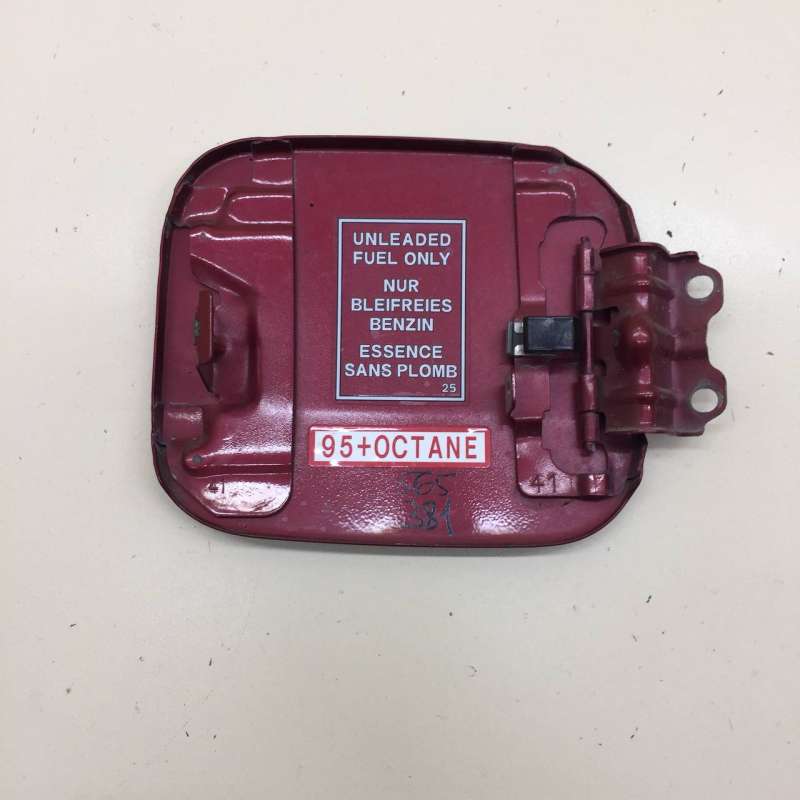 UNLEADED
FUEL ONLY
NUR
BLEIFREIES
BENZIN
ESSENCE
SANS PLOMB
25
95+OCTANE
41
41